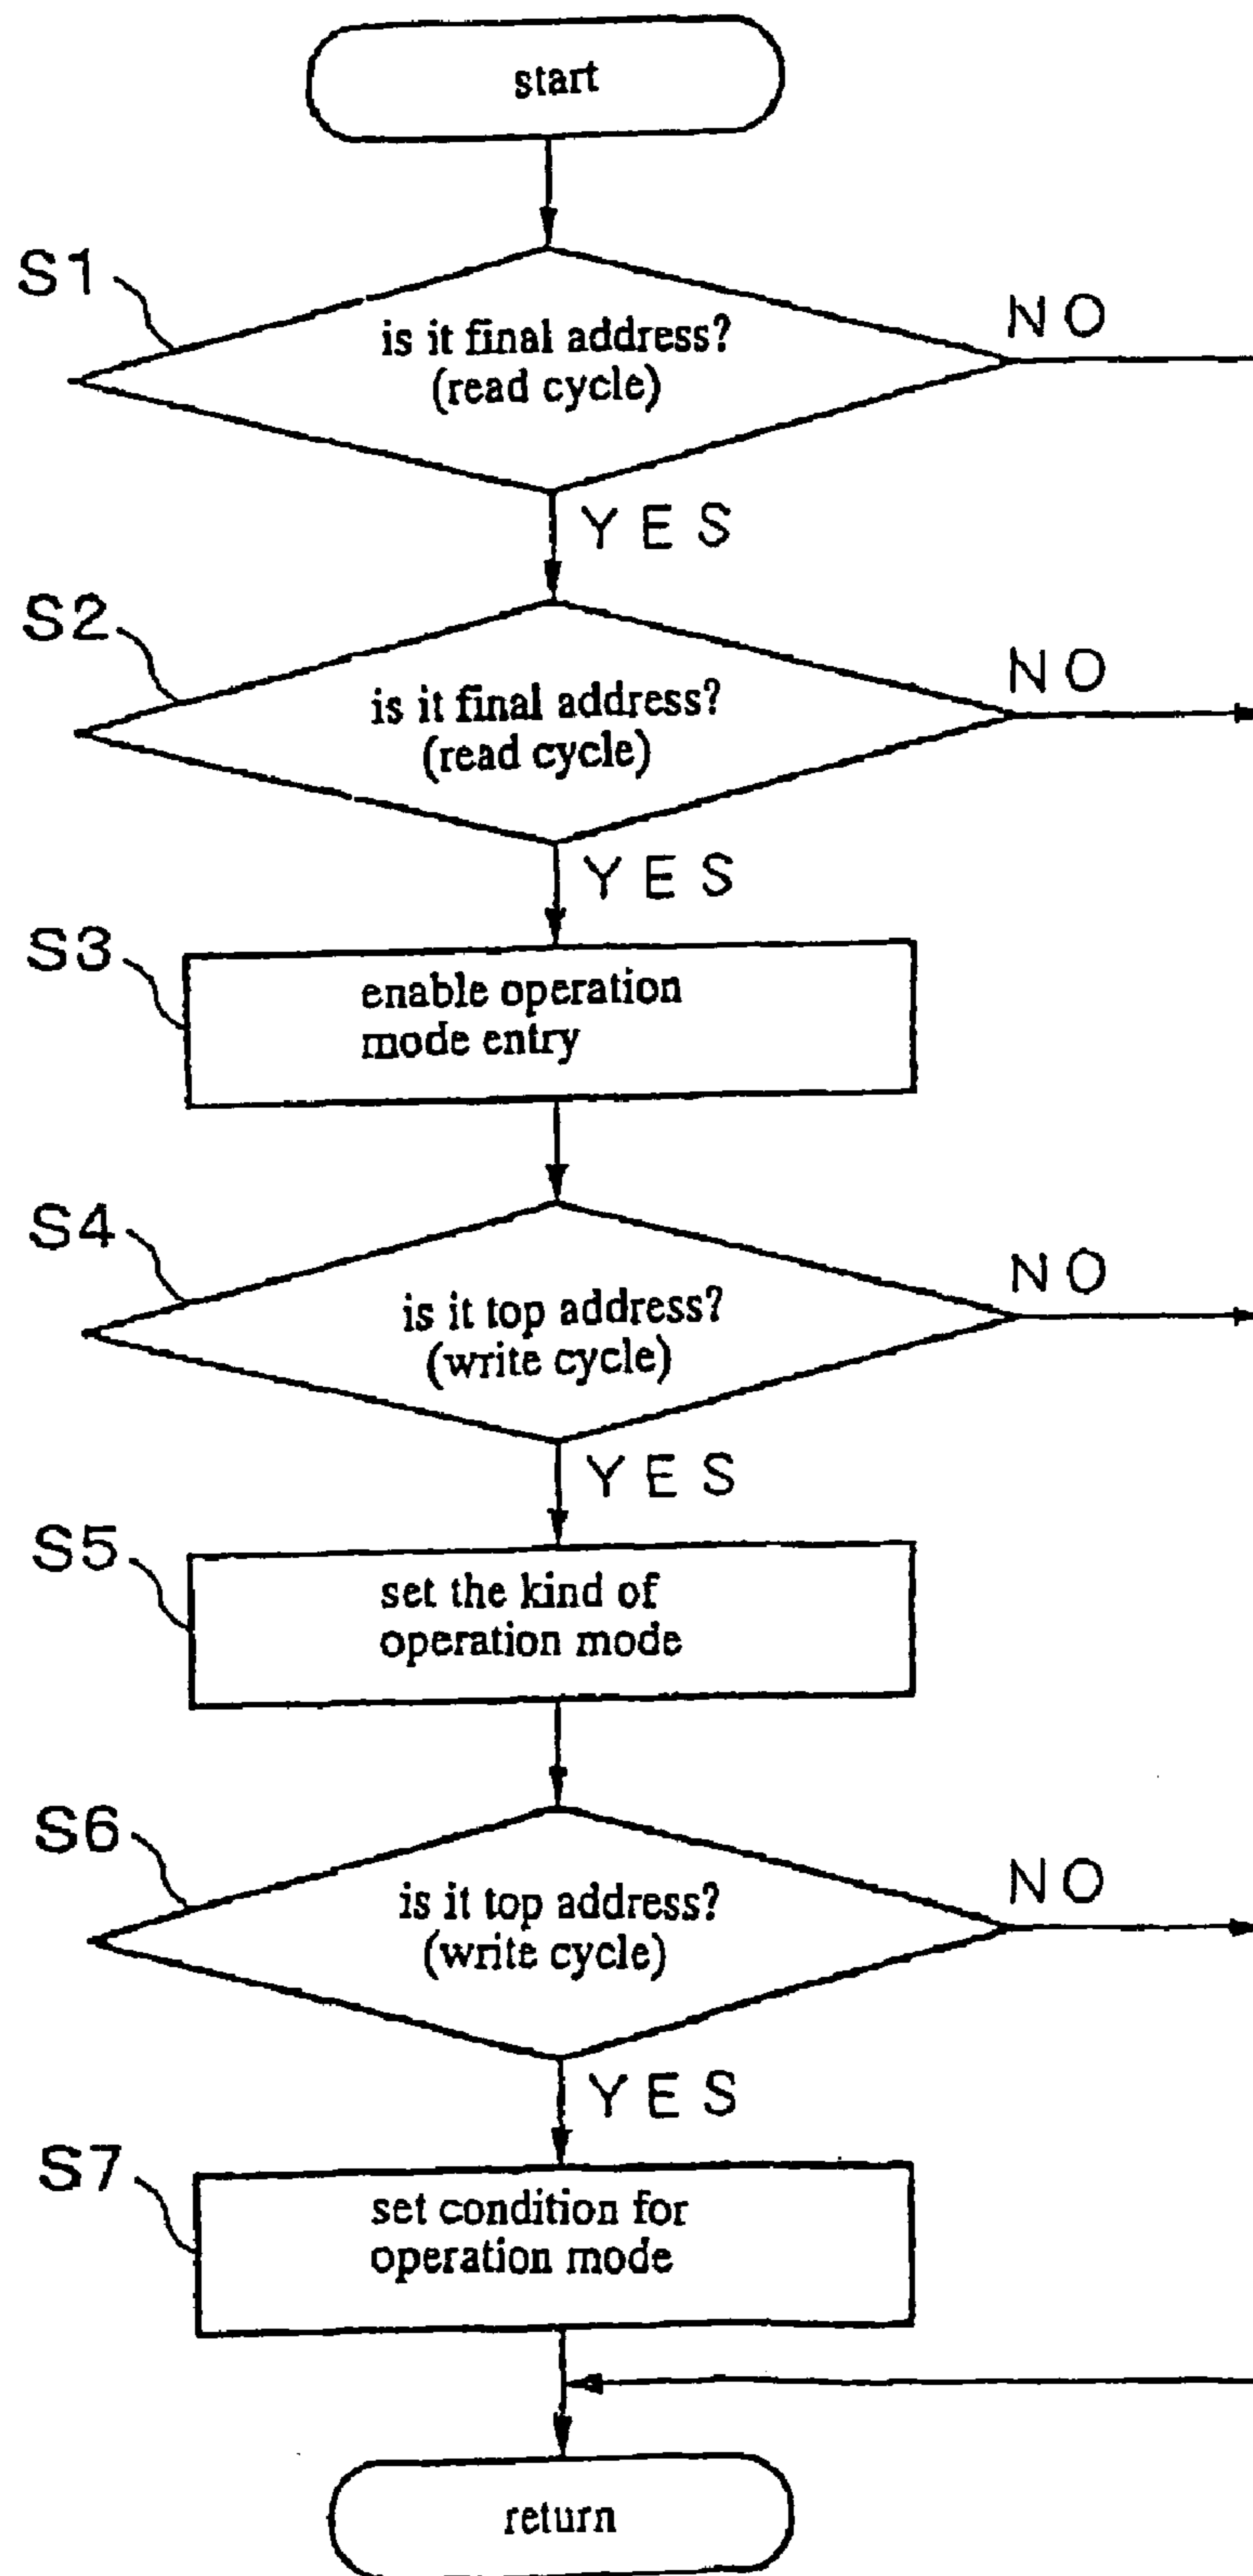 start
S1
is it final address?
(read cycle)
NO
YES
S2
is it final address?
(read cycle)
NO
YES
S3
enable operation
mode entry
S4
is it top address?
(write cycle)
NO
YES
S5
set the kind of
operation mode
S6
is it top address?
(write cycle)
NO
YES
S7
set condition for
operation mode
return